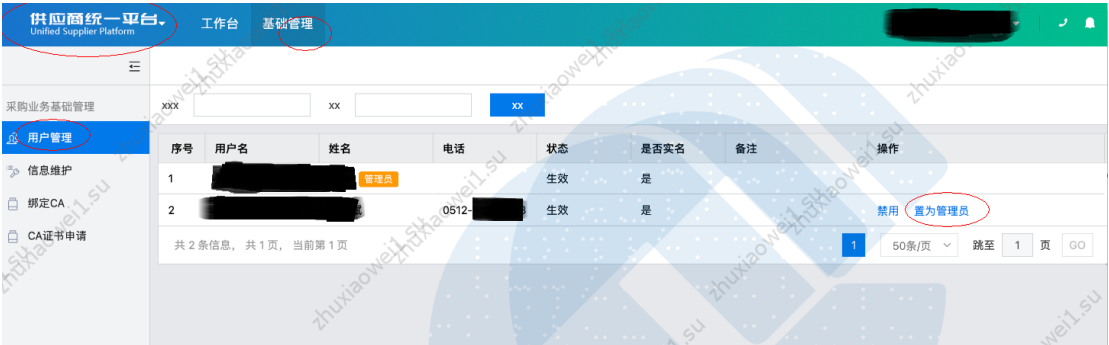 供应商统一平台
Unified Supplier Platform
工作台 基础管理
采购业务基础管理
用户管理
信息维护
绑定CA
CA证书申请
xxx xx xx
序号 用户名 姓名 电话 状态 是否实名 备注 操作
1 管理员 生效 是
2 0512- 8 生效 是 禁用 置为管理员
共 2 条信息， 共 1 页， 当前第 1 页 1 50条/页 跳至 1 页 GO
zhuxiaowei1.su